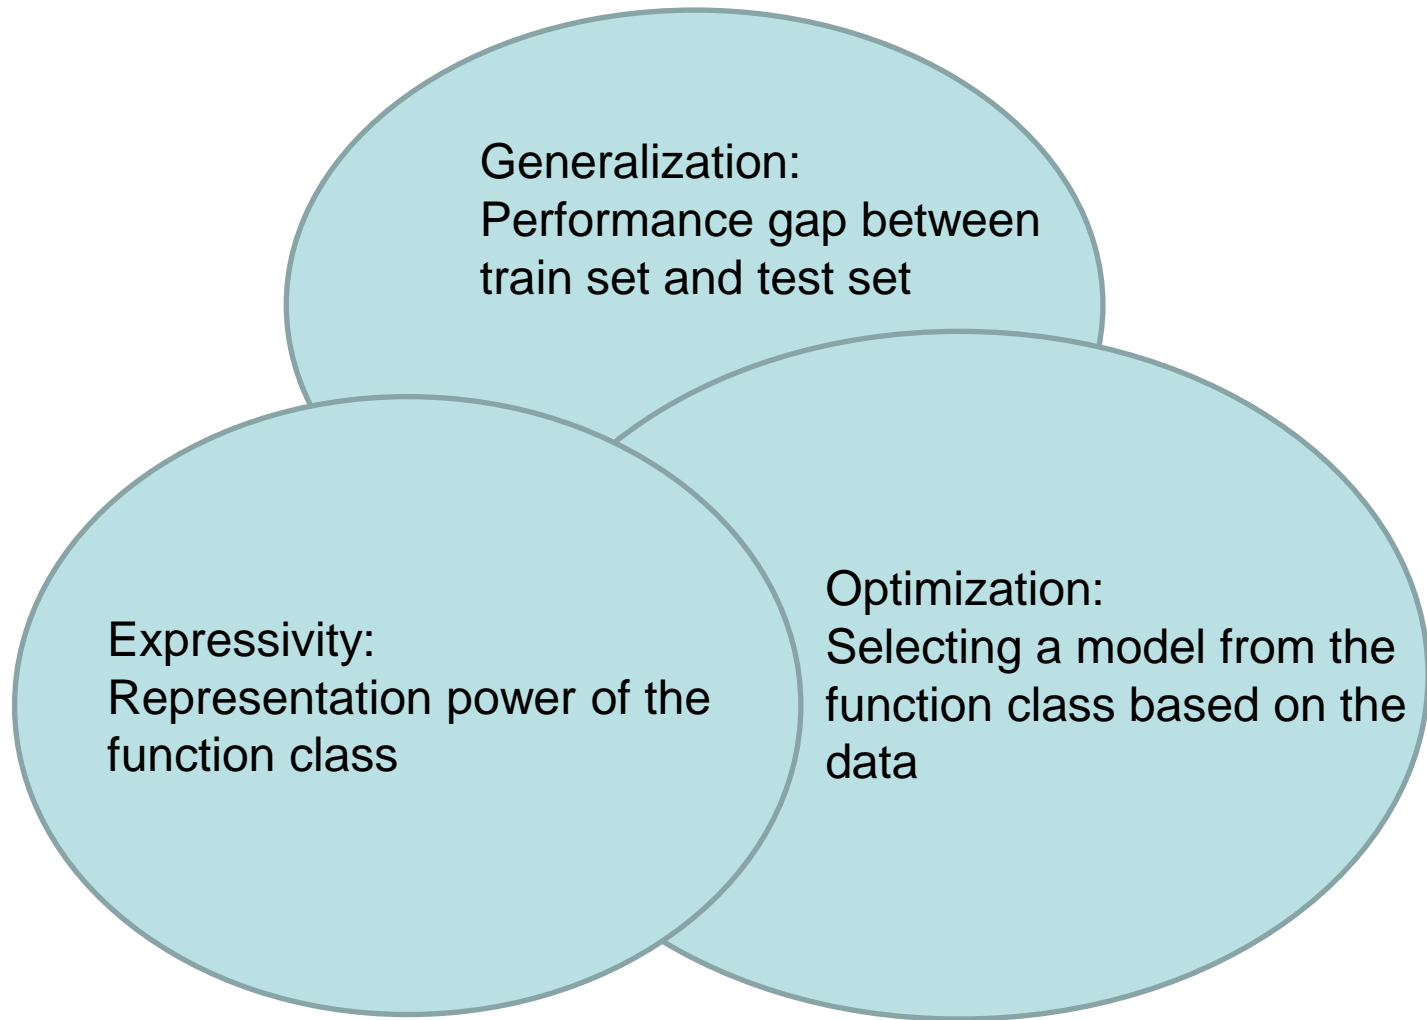 Generalization:
Performance gap between
train set and test set
Expressivity:
Representation power of the
function class
Optimization:
Selecting a model from the
function class based on the
data